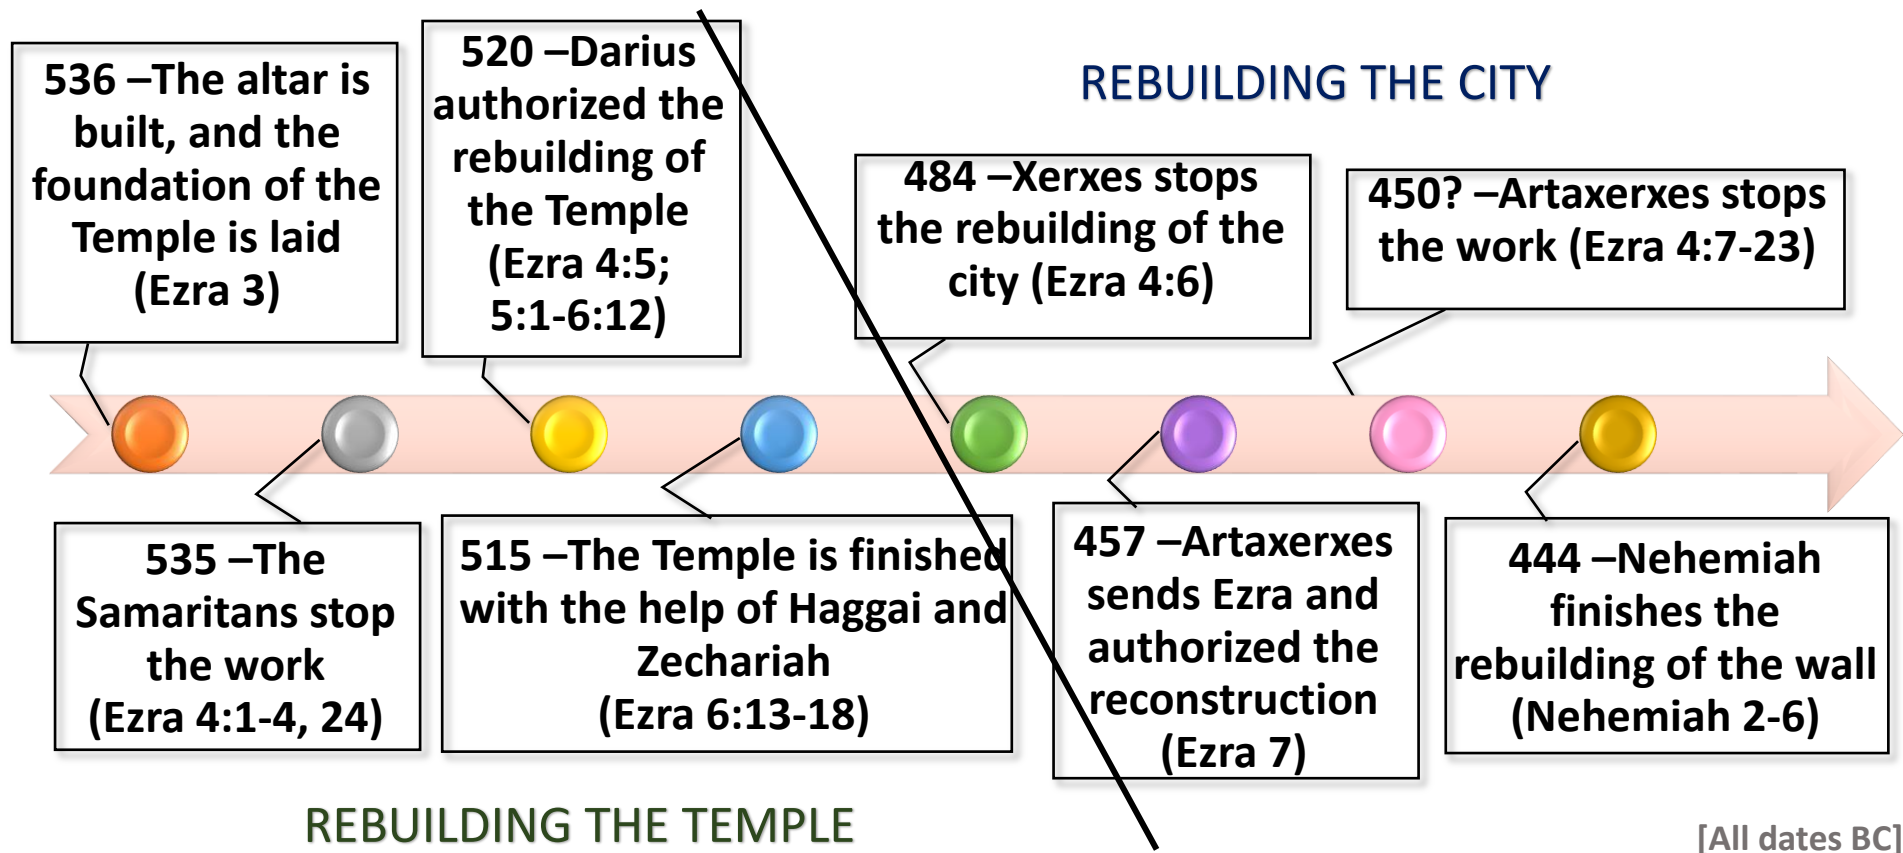 536 –The altar is
built, and the
foundation of the
Temple is laid
(Ezra 3)
520 –Darius
authorized the
rebuilding of
the Temple
(Ezra 4:5;
5:1-6:12)
REBUILDING THE CITY
484 –Xerxes stops
the rebuilding of the
city (Ezra 4:6)
450? –Artaxerxes stops
the work (Ezra 4:7-23)
535 –The
Samaritans stop
the work
(Ezra 4:1-4, 24)
515 –The Temple is finished
with the help of Haggai and
Zechariah
(Ezra 6:13-18)
457 –Artaxerxes
sends Ezra and
authorized the
reconstruction
(Ezra 7)
444 –Nehemiah
finishes the
rebuilding of the wall
(Nehemiah 2-6)
REBUILDING THE TEMPLE
[All dates BC]